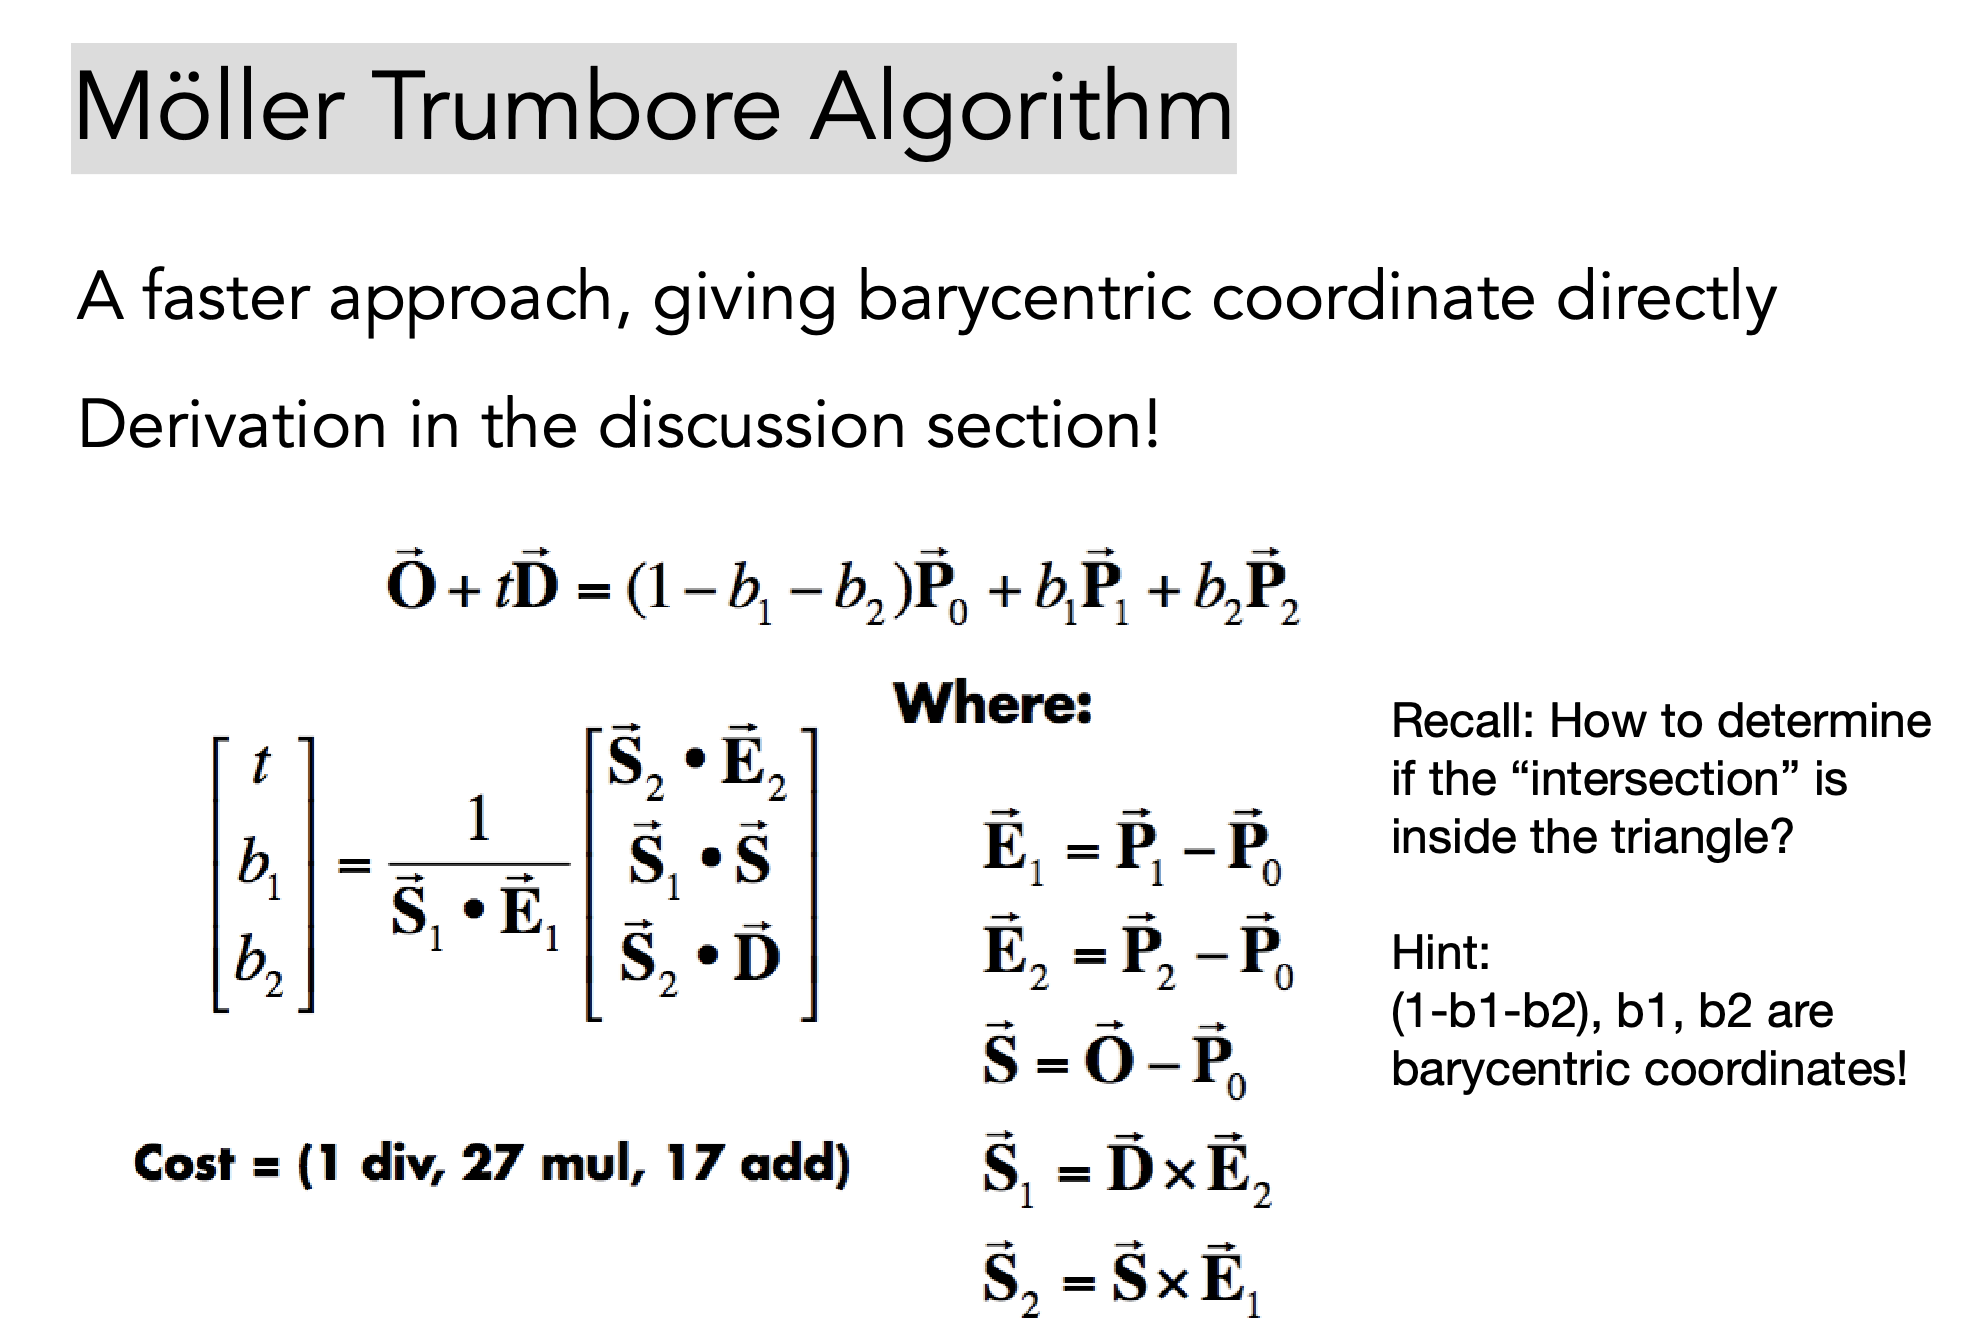 Möller Trumbore Algorithm
A faster approach, giving barycentric coordinate directly
Derivation in the discussion section!
$\vec{\mathbf{O}} + t\vec{\mathbf{D}} = (1 - b_1 - b_2)\vec{\mathbf{P}}_0 + b_1\vec{\mathbf{P}}_1 + b_2\vec{\mathbf{P}}_2$
$\begin{bmatrix} t \\ b_1 \\ b_2 \end{bmatrix} = \frac{1}{\vec{\mathbf{S}}_1 \bullet \vec{\mathbf{E}}_1} \begin{bmatrix} \vec{\mathbf{S}}_2 \bullet \vec{\mathbf{E}}_2 \\ \vec{\mathbf{S}}_1 \bullet \vec{\mathbf{S}} \\ \vec{\mathbf{S}}_2 \bullet \vec{\mathbf{D}} \end{bmatrix}$
Cost = (1 div, 27 mul, 17 add)
Where:
$\vec{\mathbf{E}}_1 = \vec{\mathbf{P}}_1 - \vec{\mathbf{P}}_0$
$\vec{\mathbf{E}}_2 = \vec{\mathbf{P}}_2 - \vec{\mathbf{P}}_0$
$\vec{\mathbf{S}} = \vec{\mathbf{O}} - \vec{\mathbf{P}}_0$
$\vec{\mathbf{S}}_1 = \vec{\mathbf{D}} \times \vec{\mathbf{E}}_2$
$\vec{\mathbf{S}}_2 = \vec{\mathbf{S}} \times \vec{\mathbf{E}}_1$
Recall: How to determine
if the “intersection” is
inside the triangle?
Hint:
(1-b1-b2), b1, b2 are
barycentric coordinates!